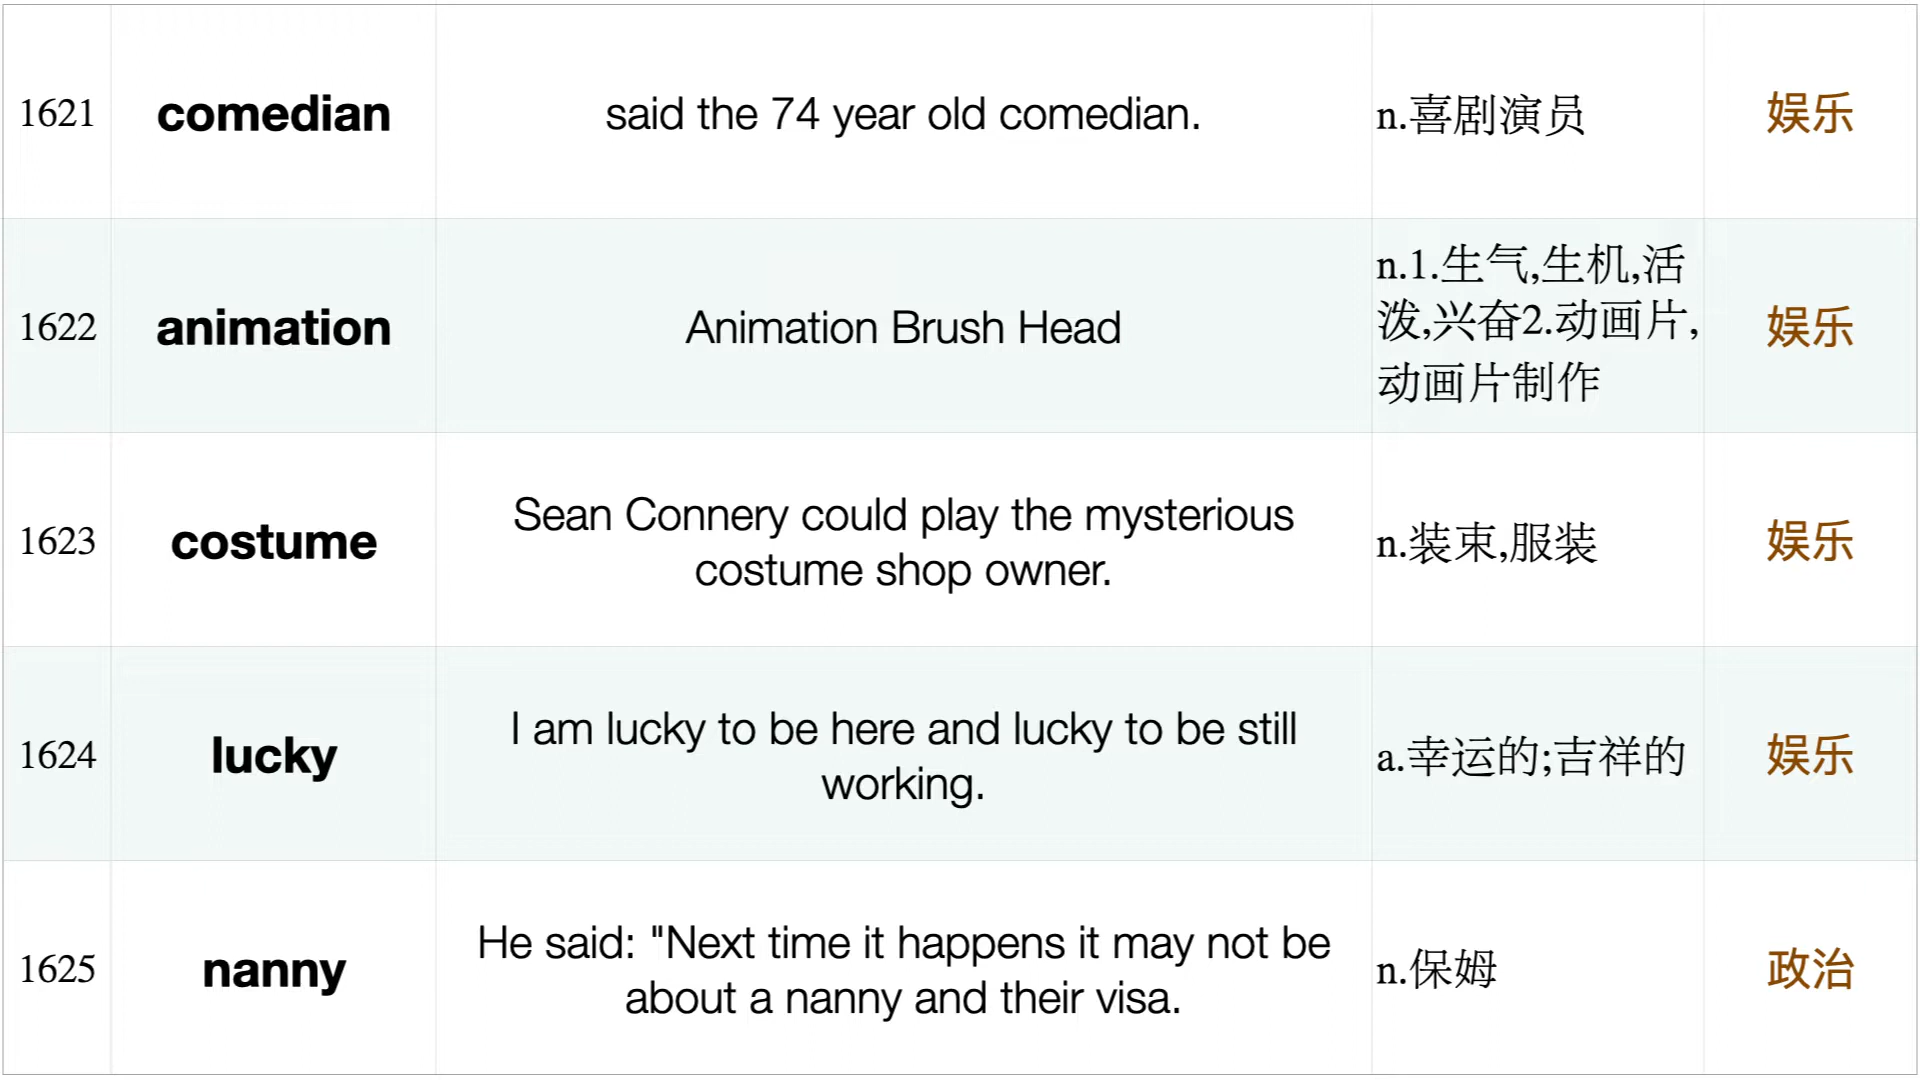 1621 comedian said the 74 year old comedian. n.喜剧演员 娱乐
n.1.生气,生机,活
1622 animation Animation Brush Head 泼,兴奋2.动画片, 娱乐
动画片制作
Sean Connery could play the mysterious
1623 costume n.装束,服装 娱乐
costume shop owner.
I am lucky to be here and lucky to be still
1624 lucky a.幸运的;吉祥的 娱乐
working.
He said: "Next time it happens it may not be
1625 nanny n.保姆 政治
about a nanny and their visa.